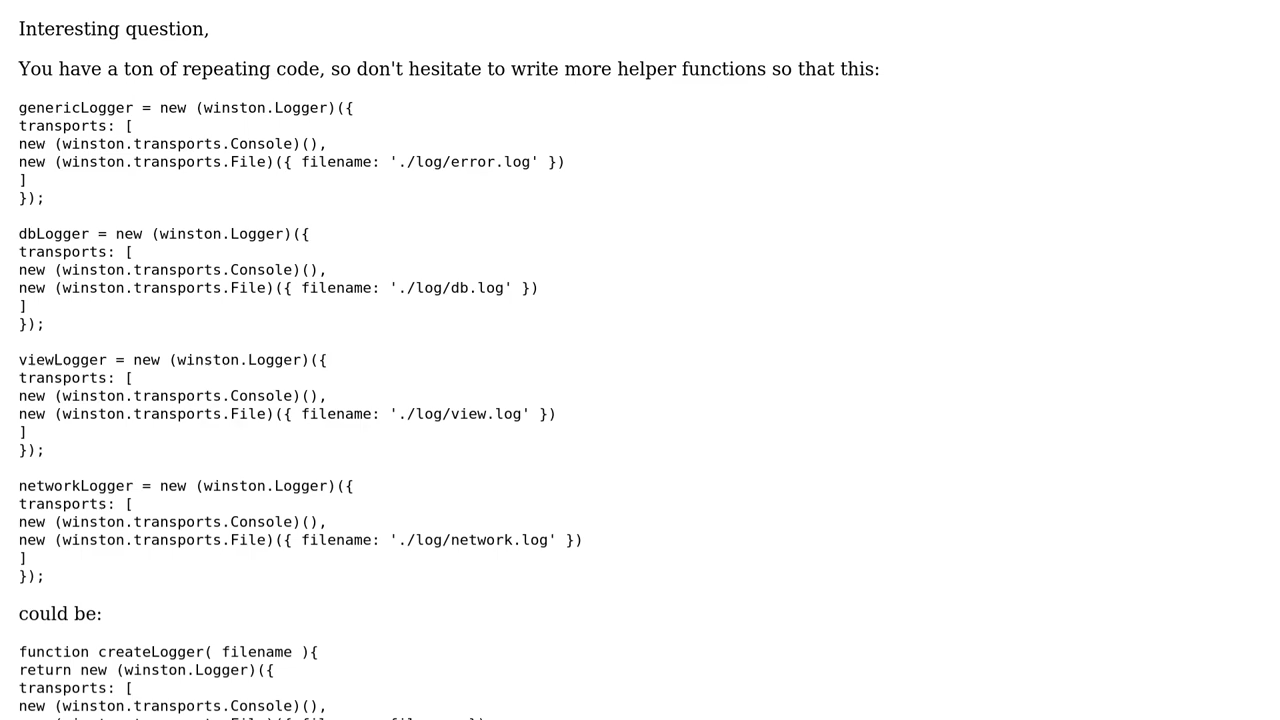 Interesting question,
You have a ton of repeating code, so don't hesitate to write more helper functions so that this:
genericLogger = new (winston.Logger)({
transports: [
new (winston.transports.Console)(),
new (winston.transports.File)({ filename: './log/error.log' })
]
});
dbLogger = new (winston.Logger)({
transports: [
new (winston.transports.Console)(),
new (winston.transports.File)({ filename: './log/db.log' })
]
});
viewLogger = new (winston.Logger)({
transports: [
new (winston.transports.Console)(),
new (winston.transports.File)({ filename: './log/view.log' })
]
});
networkLogger = new (winston.Logger)({
transports: [
new (winston.transports.Console)(),
new (winston.transports.File)({ filename: './log/network.log' })
]
});
could be:
function createLogger( filename ){
return new (winston.Logger)({
transports: [
new (winston.transports.Console)(),